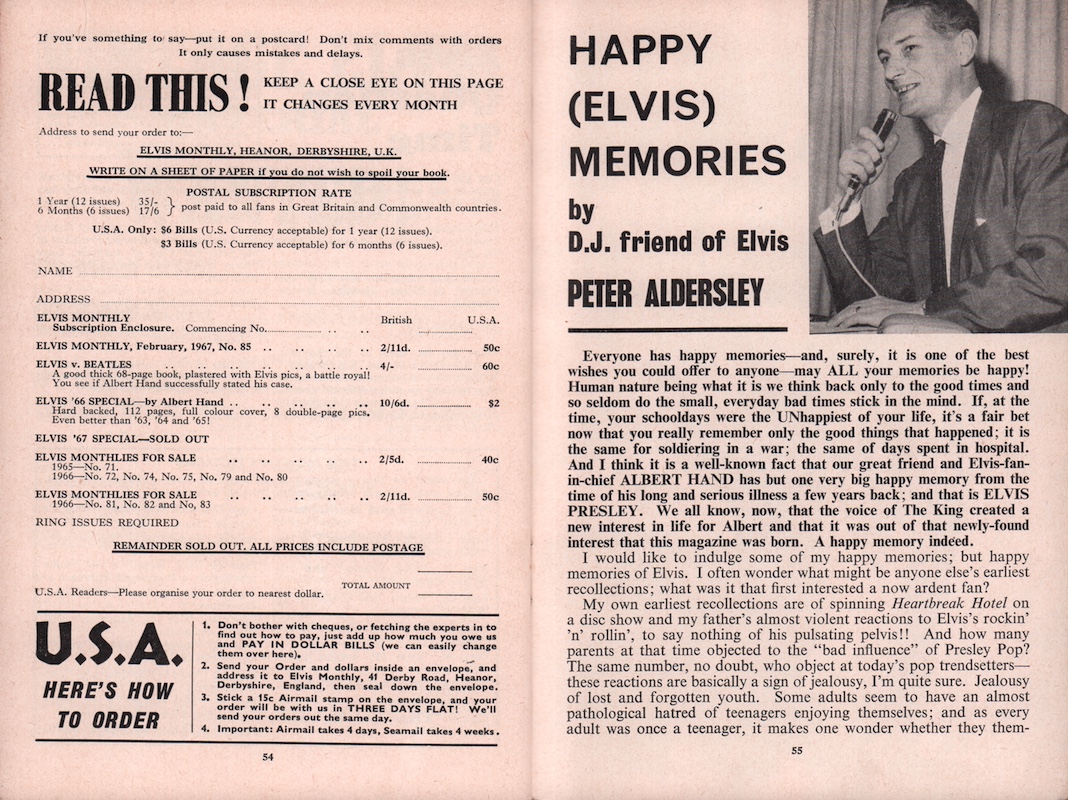 If you've something to say—put it on a postcard! Don't mix comments with orders
It only causes mistakes and delays.
READ THIS!
KEEP A CLOSE EYE ON THIS PAGE
IT CHANGES EVERY MONTH
Address to send your order to:—
ELVIS MONTHLY, HEANOR, DERBYSHIRE, U.K.
WRITE ON A SHEET OF PAPER if you do not wish to spoil your book.
POSTAL SUBSCRIPTION RATE
1 Year (12 issues) 35/-
6 Months (6 issues) 17/6
} post paid to all fans in Great Britain and Commonwealth countries.
U.S.A. Only: $6 Bills (U.S. Currency acceptable) for 1 year (12 issues).
$3 Bills (U.S. Currency acceptable) for 6 months (6 issues).
NAME
ADDRESS
ELVIS MONTHLY British U.S.A.
Subscription Enclosure. Commencing No. .. ..
ELVIS MONTHLY, February, 1967, No. 85 .. .. .. 2/11d. 50c
ELVIS v. BEATLES .. .. .. .. .. .. 4/- 60c
A good thick 68-page book, plastered with Elvis pics, a battle royal!
You see if Albert Hand successfully stated his case.
ELVIS '66 SPECIAL—by Albert Hand .. .. .. .. 10/6d. $2
Hard backed, 112 pages, full colour cover, 8 double-page pics.
Even better than '63, '64 and '65!
ELVIS '67 SPECIAL—SOLD OUT
ELVIS MONTHLIES FOR SALE .. .. .. .. 2/5d. 40c
1965—No. 71.
1966—No. 72, No. 74, No. 75, No. 79 and No. 80
ELVIS MONTHLIES FOR SALE .. .. .. .. 2/11d. 50c
1966—No. 81, No. 82 and No, 83
RING ISSUES REQUIRED
REMAINDER SOLD OUT. ALL PRICES INCLUDE POSTAGE
TOTAL AMOUNT
U.S.A. Readers—Please organise your order to nearest dollar.
U.S.A.
HERE'S HOW
TO ORDER
1. Don't bother with cheques, or fetching the experts in to
find out how to pay, just add up how much you owe us
and PAY IN DOLLAR BILLS (we can easily change
them over here).
2. Send your Order and dollars inside an envelope, and
address it to Elvis Monthly, 41 Derby Road, Heanor,
Derbyshire, England, then seal down the envelope.
3. Stick a 15c Airmail stamp on the envelope, and your
order will be with us in THREE DAYS FLAT! We'll
send your orders out the same day.
4. Important: Airmail takes 4 days, Seamail takes 4 weeks.
54
HAPPY
(ELVIS)
MEMORIES
by
D.J. friend of Elvis
PETER ALDERSLEY
Everyone has happy memories—and, surely, it is one of the best
wishes you could offer to anyone—may ALL your memories be happy!
Human nature being what it is we think back only to the good times and
so seldom do the small, everyday bad times stick in the mind. If, at the
time, your schooldays were the UNhappiest of your life, it's a fair bet
now that you really remember only the good things that happened; it is
the same for soldiering in a war; the same of days spent in hospital.
And I think it is a well-known fact that our great friend and Elvis-fan-
in-chief ALBERT HAND has but one very big happy memory from the
time of his long and serious illness a few years back; and that is ELVIS
PRESLEY. We all know, now, that the voice of The King created a
new interest in life for Albert and that it was out of that newly-found
interest that this magazine was born. A happy memory indeed.
I would like to indulge some of my happy memories; but happy
memories of Elvis. I often wonder what might be anyone else's earliest
recollections; what was it that first interested a now ardent fan?
My own earliest recollections are of spinning Heartbreak Hotel on
a disc show and my father's almost violent reactions to Elvis's rockin'
'n' rollin', to say nothing of his pulsating pelvis!! And how many
parents at that time objected to the "bad influence" of Presley Pop?
The same number, no doubt, who object at today's pop trendsetters—
these reactions are basically a sign of jealousy, I'm quite sure. Jealousy
of lost and forgotten youth. Some adults seem to have an almost
pathological hatred of teenagers enjoying themselves; and as every
adult was once a teenager, it makes one wonder whether they them-
55